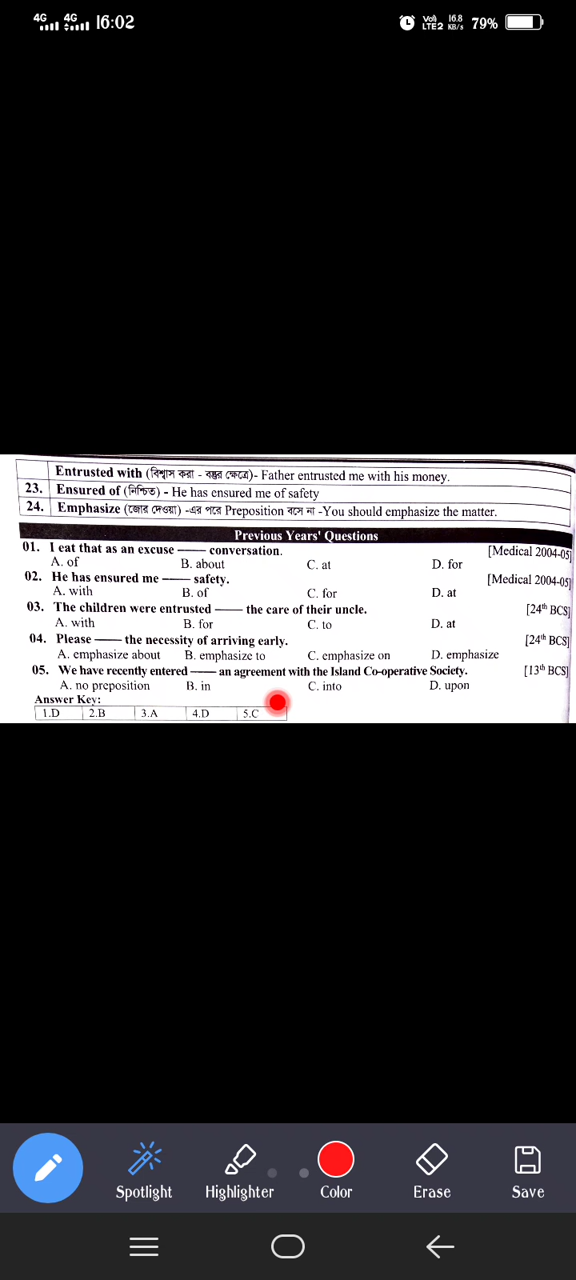 4G 4G 16:02 Vo) LTE2 16.8 KB/s 79%
Entrusted with (বিশ্বাস করা - বস্তুর ক্ষেত্রে)- Father entrusted me with his money.
23. Ensured of (নিশ্চিত) - He has ensured me of safety
24. Emphasize (জোর দেওয়া) -এর পরে Preposition বসে না -You should emphasize the matter.
Previous Years' Questions
01. I eat that as an excuse —— conversation. [Medical 2004-05]
A. of B. about C. at D. for
02. He has ensured me —— safety. [Medical 2004-05]
A. with B. of C. for D. at
03. The children were entrusted —— the care of their uncle. [24th BCS]
A. with B. for C. to D. at
04. Please —— the necessity of arriving early. [24th BCS]
A. emphasize about B. emphasize to C. emphasize on D. emphasize
05. We have recently entered —— an agreement with the Island Co-operative Society. [13th BCS]
A. no preposition B. in C. into D. upon
Answer Key:
1.D 2.B 3.A 4.D 5.C
Spotlight Highlighter Color Erase Save